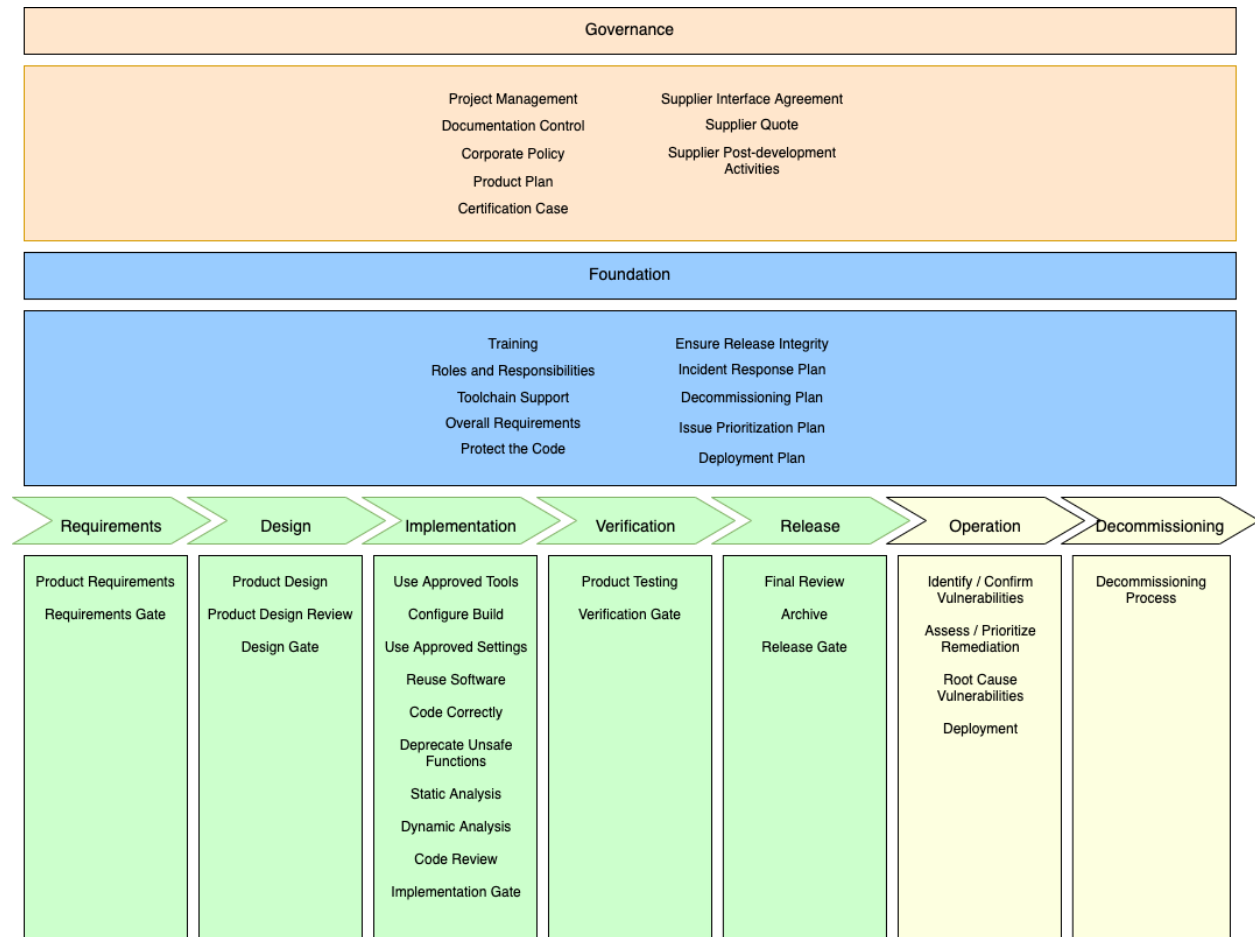 Governance
Project Management
Documentation Control
Corporate Policy
Product Plan
Certification Case
Supplier Interface Agreement
Supplier Quote
Supplier Post-development
Activities
Foundation
Training
Roles and Responsibilities
Toolchain Support
Overall Requirements
Protect the Code
Ensure Release Integrity
Incident Response Plan
Decommissioning Plan
Issue Prioritization Plan
Deployment Plan
Requirements
Product Requirements
Requirements Gate
Design
Product Design
Product Design Review
Design Gate
Implementation
Use Approved Tools
Configure Build
Use Approved Settings
Reuse Software
Code Correctly
Deprecate Unsafe
Functions
Static Analysis
Dynamic Analysis
Code Review
Implementation Gate
Verification
Product Testing
Verification Gate
Release
Final Review
Archive
Release Gate
Operation
Identify / Confirm
Vulnerabilities
Assess / Prioritize
Remediation
Root Cause
Vulnerabilities
Deployment
Decommissioning
Decommissioning
Process